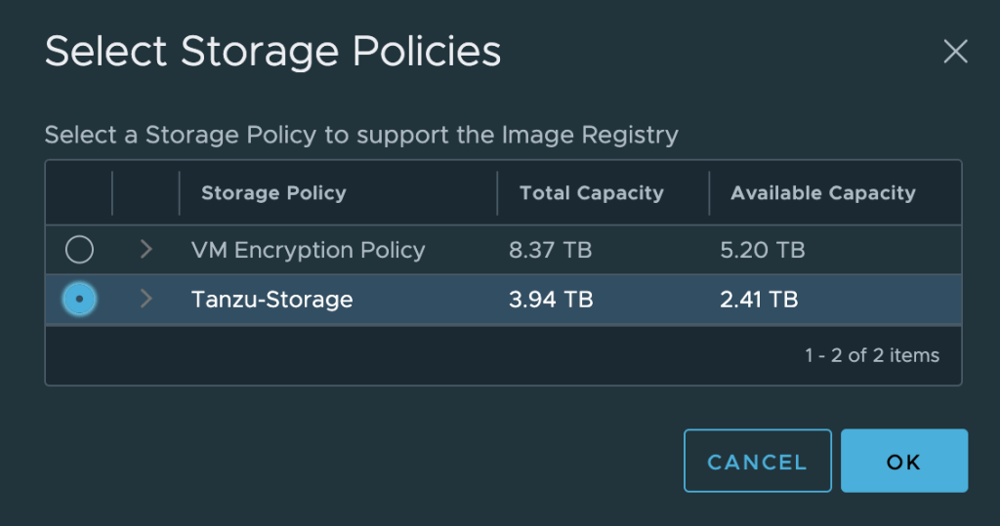 Select Storage Policies
Select a Storage Policy to support the Image Registry
Storage Policy Total Capacity Available Capacity
VM Encryption Policy 8.37 TB 5.20 TB
Tanzu-Storage 3.94 TB 2.41 TB
1 - 2 of 2 items
CANCEL OK